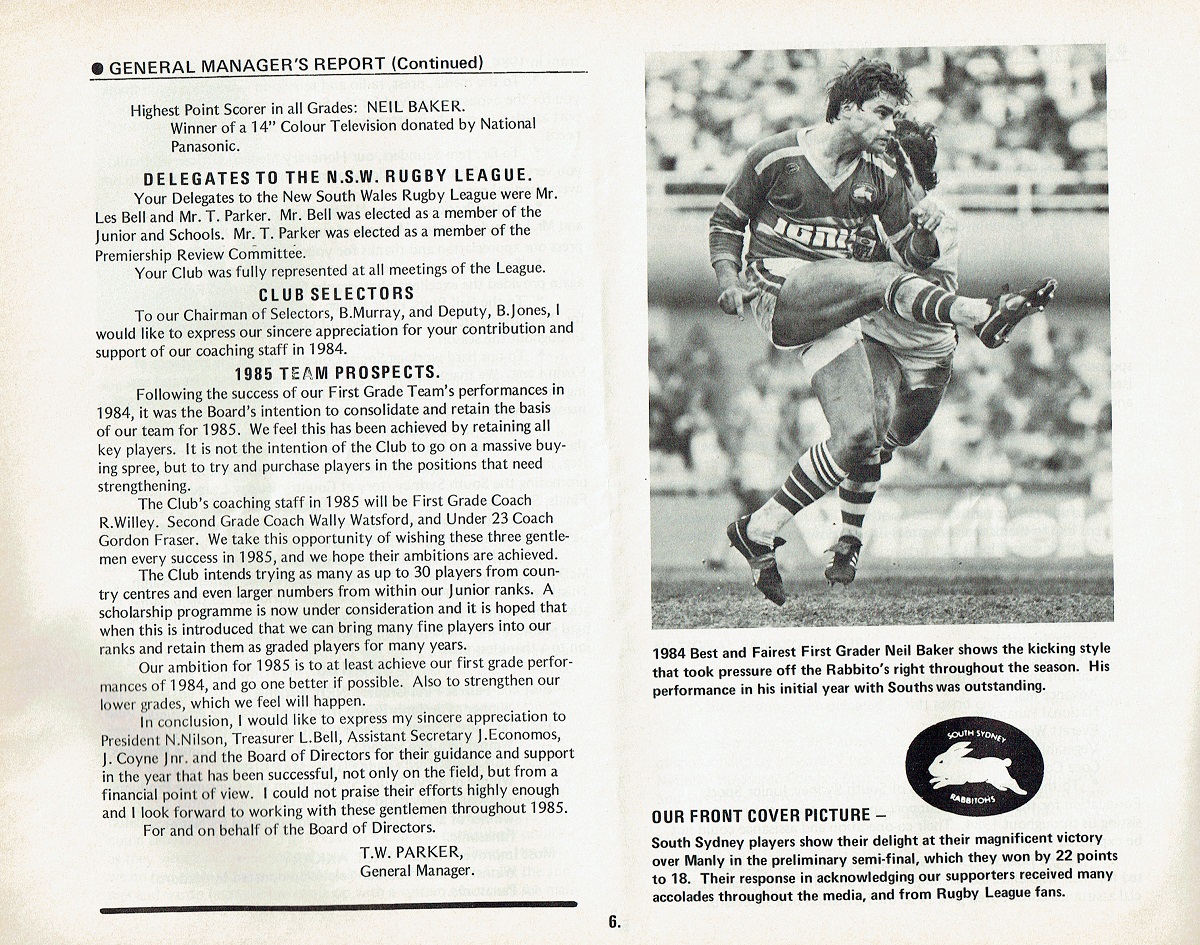 ● GENERAL MANAGER'S REPORT (Continued)
Highest Point Scorer in all Grades: NEIL BAKER.
Winner of a 14" Colour Television donated by National
Panasonic.
DELEGATES TO THE N.S.W. RUGBY LEAGUE.
Your Delegates to the New South Wales Rugby League were Mr.
Les Bell and Mr. T. Parker. Mr. Bell was elected as a member of the
Junior and Schools. Mr. T. Parker was elected as a member of the
Premiership Review Committee.
Your Club was fully represented at all meetings of the League.
CLUB SELECTORS
To our Chairman of Selectors, B.Murray, and Deputy, B.Jones, I
would like to express our sincere appreciation for your contribution and
support of our coaching staff in 1984.
1985 TEAM PROSPECTS.
Following the success of our First Grade Team's performances in
1984, it was the Board's intention to consolidate and retain the basis
of our team for 1985. We feel this has been achieved by retaining all
key players. It is not the intention of the Club to go on a massive buy-
ing spree, but to try and purchase players in the positions that need
strengthening.
The Club's coaching staff in 1985 will be First Grade Coach
R.Willey. Second Grade Coach Wally Watsford, and Under 23 Coach
Gordon Fraser. We take this opportunity of wishing these three gentle-
men every success in 1985, and we hope their ambitions are achieved.
The Club intends trying as many as up to 30 players from coun-
try centres and even larger numbers from within our Junior ranks. A
scholarship programme is now under consideration and it is hoped that
when this is introduced that we can bring many fine players into our
ranks and retain them as graded players for many years.
Our ambition for 1985 is to at least achieve our first grade perfor-
mances of 1984, and go one better if possible. Also to strengthen our
lower grades, which we feel will happen.
In conclusion, I would like to express my sincere appreciation to
President N.Nilson, Treasurer L.Bell, Assistant Secretary J.Economos,
J. Coyne Jnr. and the Board of Directors for their guidance and support
in the year that has been successful, not only on the field, but from a
financial point of view. I could not praise their efforts highly enough
and I look forward to working with these gentlemen throughout 1985.
For and on behalf of the Board of Directors.
T.W. PARKER,
General Manager.
1984 Best and Fairest First Grader Neil Baker shows the kicking style
that took pressure off the Rabbito's right throughout the season. His
performance in his initial year with Souths was outstanding.
SOUTH SYDNEY
RABBITOHS
OUR FRONT COVER PICTURE –
South Sydney players show their delight at their magnificent victory
over Manly in the preliminary semi-final, which they won by 22 points
to 18. Their response in acknowledging our supporters received many
accolades throughout the media, and from Rugby League fans.
6.